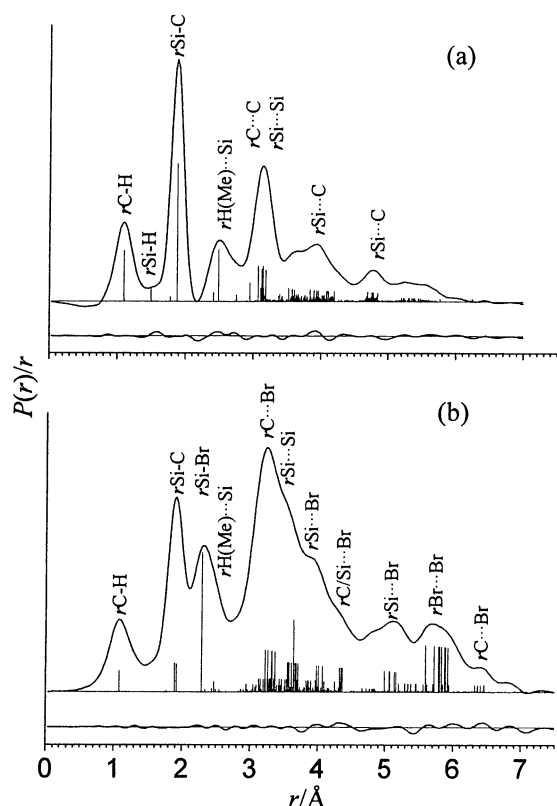 (a)
rC-H
rSi-H
rSi-C
rH(Me)···Si
rC···C
rSi···Si
rSi···C
rSi···C
P(r)/r
(b)
rC-H
rSi-C
rSi-Br
rH(Me)···Si
rC···Br
rSi···Si
rSi···Br
rC/Si···Br
rSi···Br
rBr···Br
rC···Br
0 1 2 3 4 5 6 7
r/Å